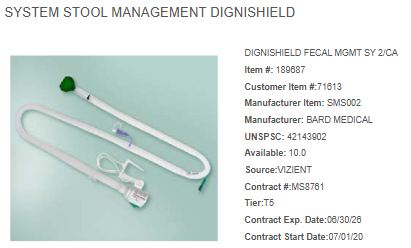 SYSTEM STOOL MANAGEMENT DIGNISHIELD
DIGNISHIELD FECAL MGMT SY 2/CA
Item #: 189687
Customer Item #:71613
Manufacturer Item: SMS002
Manufacturer: BARD MEDICAL
UNSPSC: 42143902
Available: 10.0
Source:VIZIENT
Contract #:MS8761
Tier:T5
Contract Exp. Date:06/30/26
Contract Start Date:07/01/20